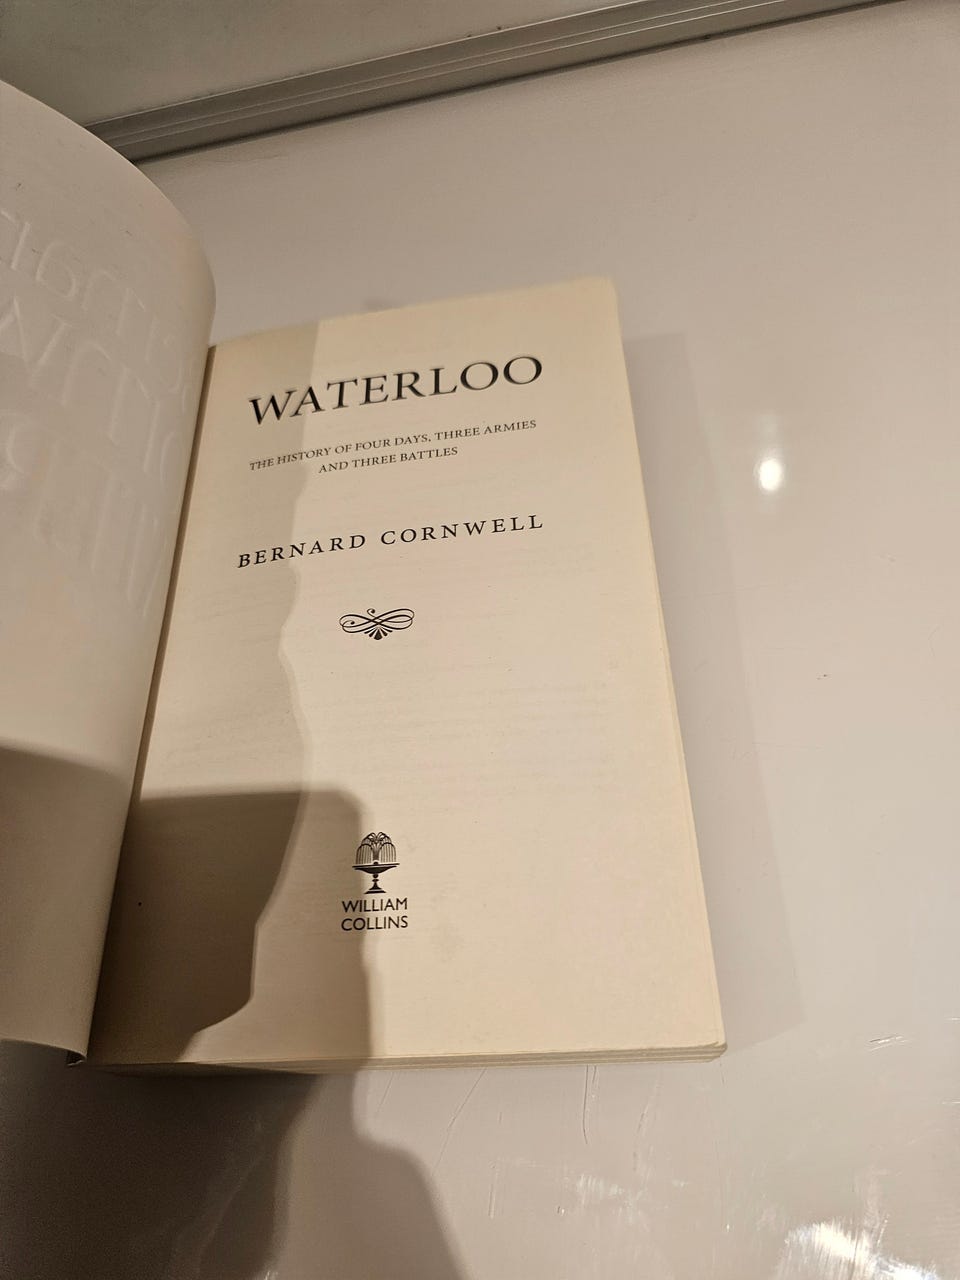 WATERLOO
THE HISTORY OF FOUR DAYS, THREE ARMIES
AND THREE BATTLES
BERNARD CORNWELL
WILLIAM
COLLINS